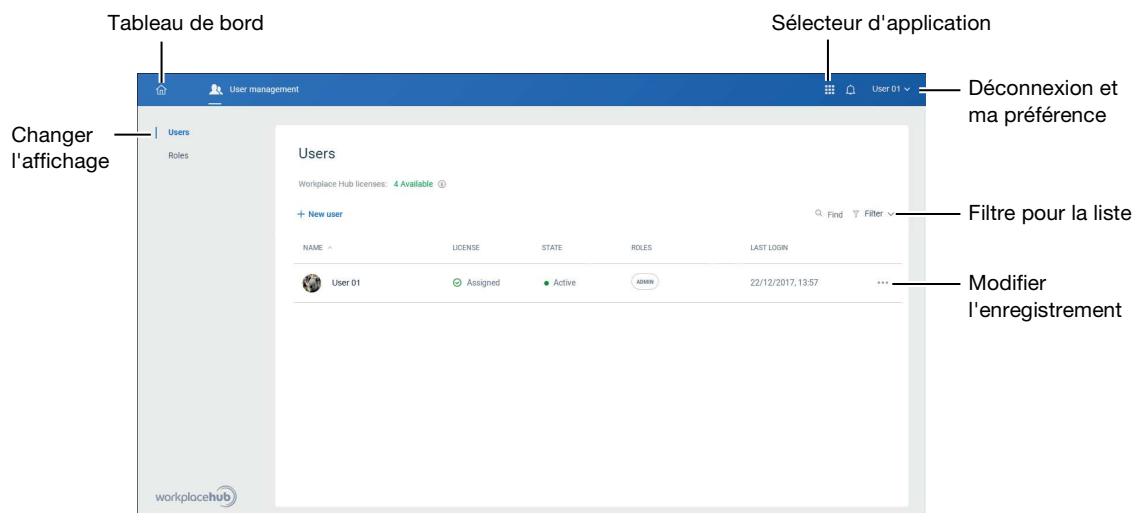 Tableau de bord
Sélecteur d'application
User management
User 01
Déconnexion et
ma préférence
Changer
l'affichage
Users
Roles
Users
Workplace Hub licenses: 4 Available
+ New user
Find
Filter
Filtre pour la liste
NAME
LICENSE
STATE
ROLES
LAST LOGIN
User 01
Assigned
Active
ADMIN
22/12/2017, 13:57
Modifier
l'enregistrement
workplacehub